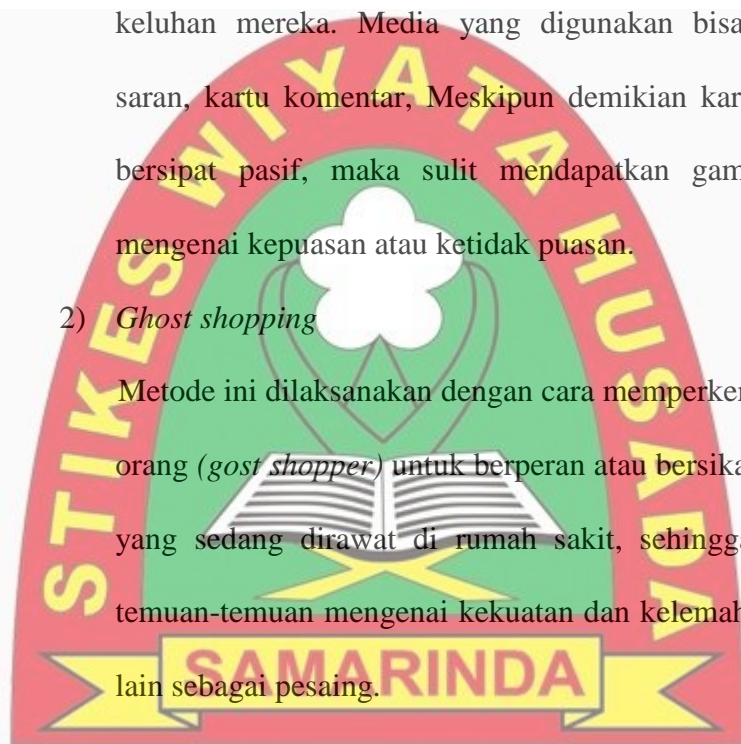 keluhan mereka. Media yang digunakan bisa
saran, kartu komentar, Meskipun demikian kar
bersipat pasif, maka sulit mendapatkan gam
mengenai kepuasan atau ketidak puasan.
2) Ghost shopping
Metode ini dilaksanakan dengan cara memperker
orang (gost shopper) untuk berperan atau bersika
yang sedang dirawat di rumah sakit, sehingga
temuan-temuan mengenai kekuatan dan kelemah
lain sebagai pesaing.
STIKES WIYATA HUSADA
SAMARINDA